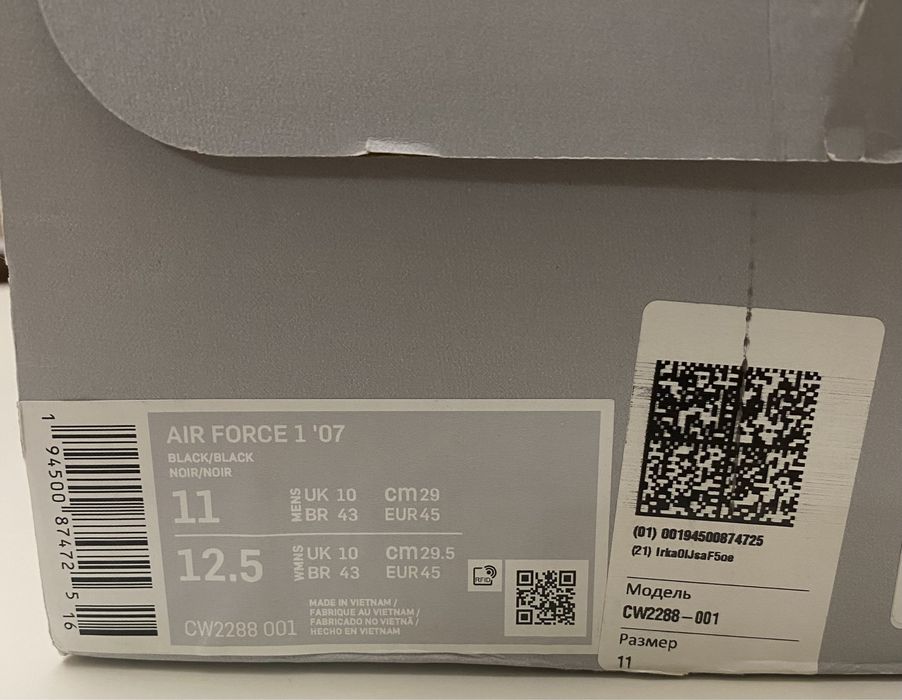 1 94500 87472 5 16
AIR FORCE 1 '07
BLACK/BLACK
NOIR/NOIR
11
MENS
UK 10 cm 29
BR 43 EUR 45
12.5
WMNS
UK 10 cm 29.5
BR 43 EUR 45
RFID
CW2288 001
MADE IN VIETNAM /
FABRIQUE AU VIETNAM /
FABRICADO NO VIETNÃ /
HECHO EN VIETNAM
(01) 00194500874725
Модель
CW2288-001
Размер
11